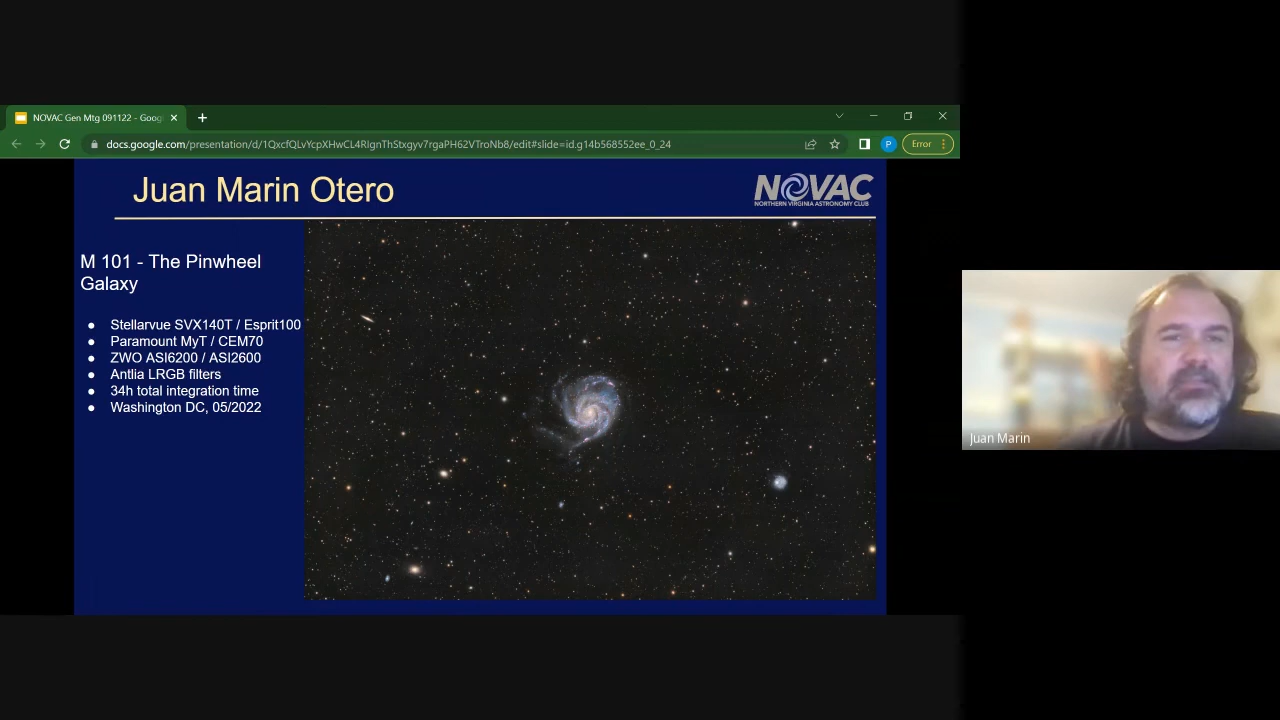 NOVAC Gen Mtg 091122 - Goog
docs.google.com/presentation/d/1QxcfQLvYcpXHwCL4RIgnThStxgyv7rgaPH62VTroNb8/edit#slide=id.g14b568552ee_0_24
P
Error
Juan Marin Otero
NOVAC
NORTHERN VIRGINIA ASTRONOMY CLUB
M 101 - The Pinwheel
Galaxy
● Stellarvue SVX140T / Esprit100
● Paramount MyT / CEM70
● ZWO ASI6200 / ASI2600
● Antlia LRGB filters
● 34h total integration time
● Washington DC, 05/2022
Juan Marin